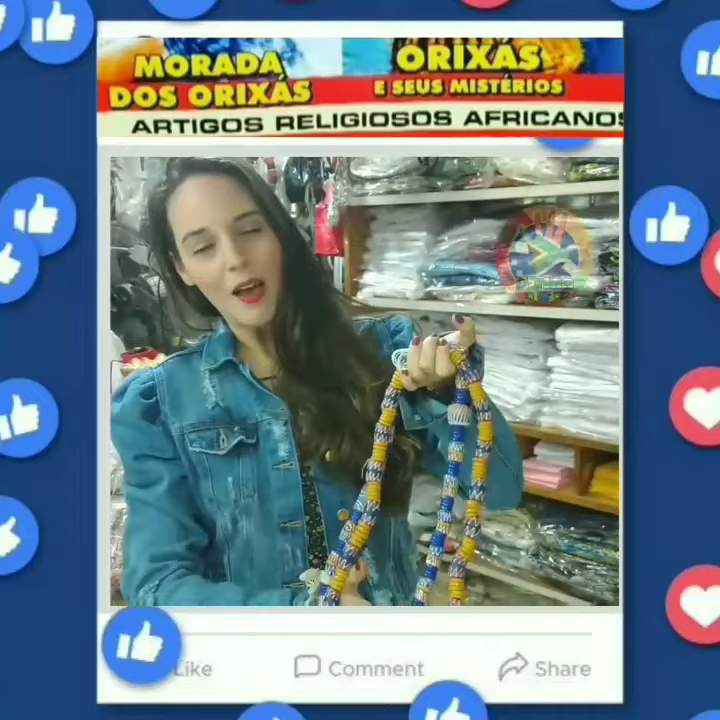 MORADA
DOS ORIXÁS
ORIXÁS
E SEUS MISTÉRIOS
ARTIGOS RELIGIOSOS AFRICANOS
Like Comment Share